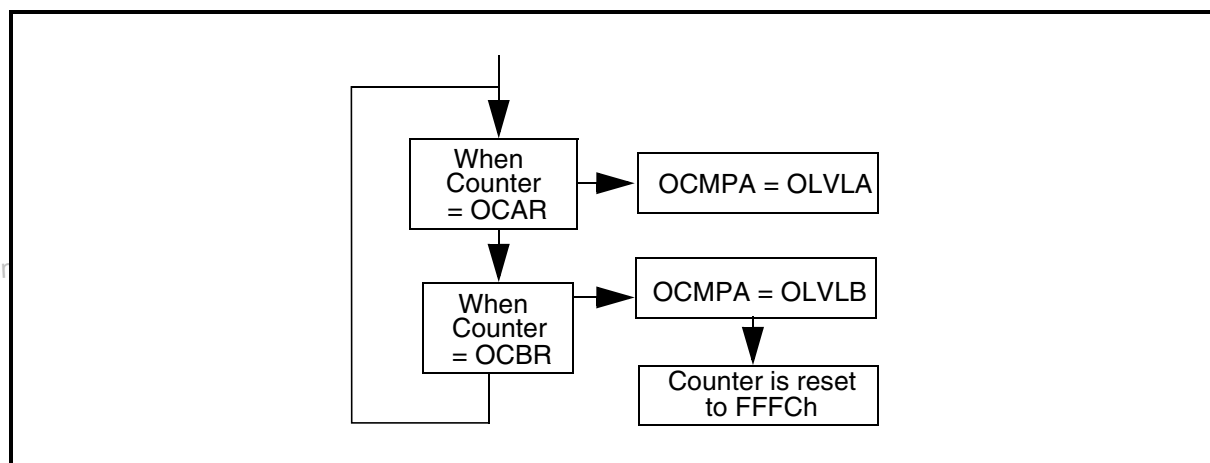 When
Counter
= OCAR
OCMPA = OLVLA
When
Counter
= OCBR
OCMPA = OLVLB
Counter is reset
to FFFCh